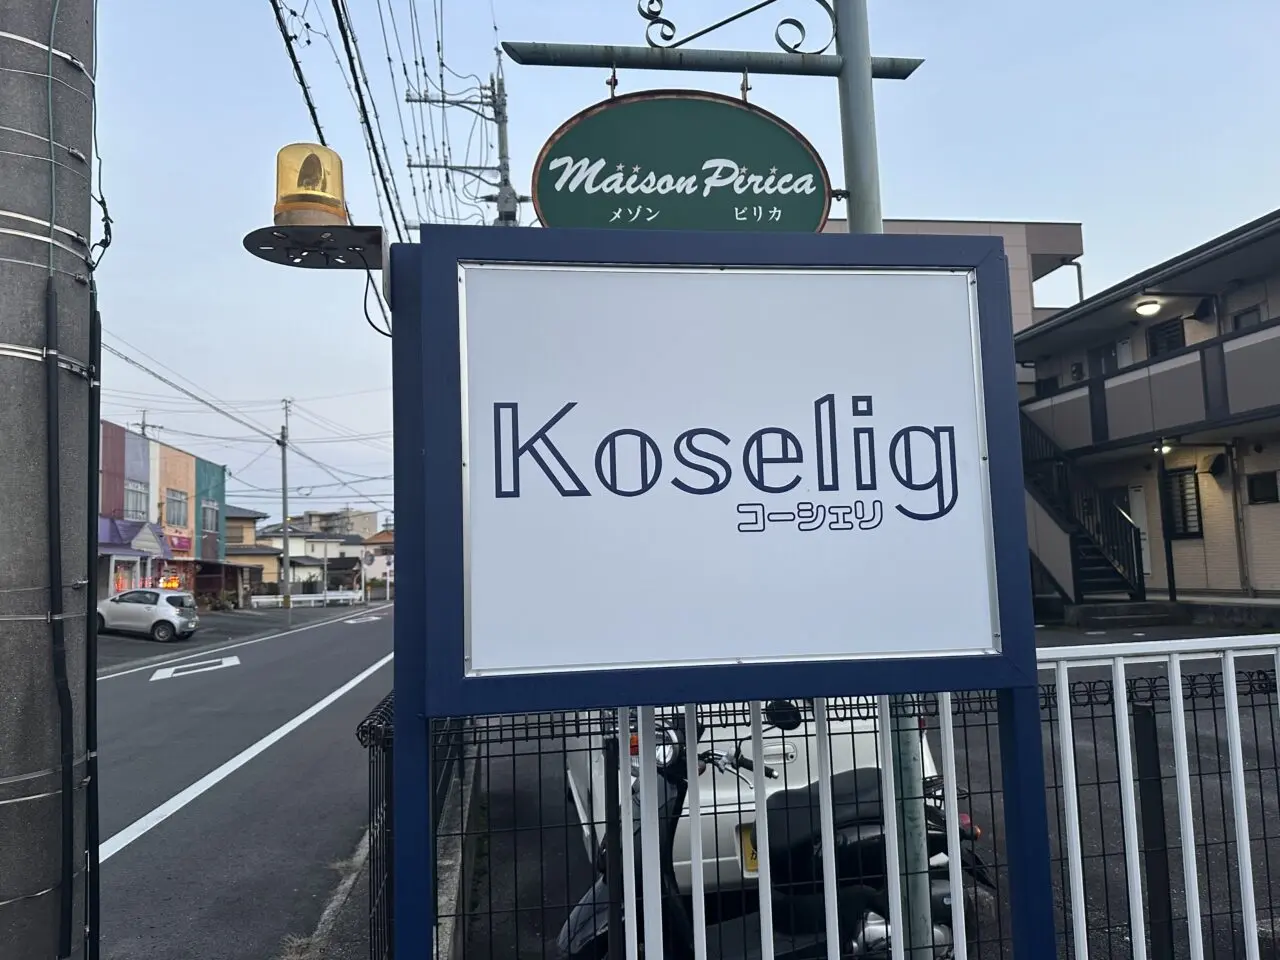 Maison Pirica
メゾン ピリカ
Koselig
コーシェリ